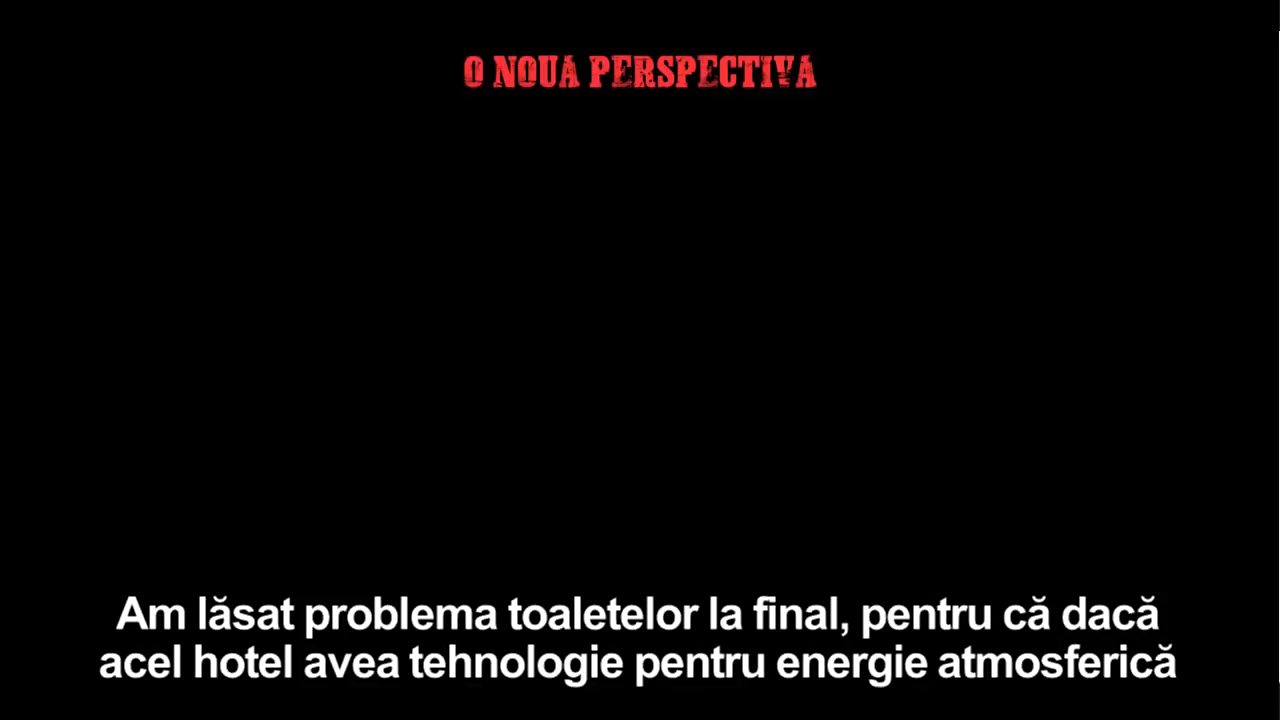 O NOUA PERSPECTIVA
Am lăsat problema toaletelor la final, pentru că dacă
acel hotel avea tehnologie pentru energie atmosferică